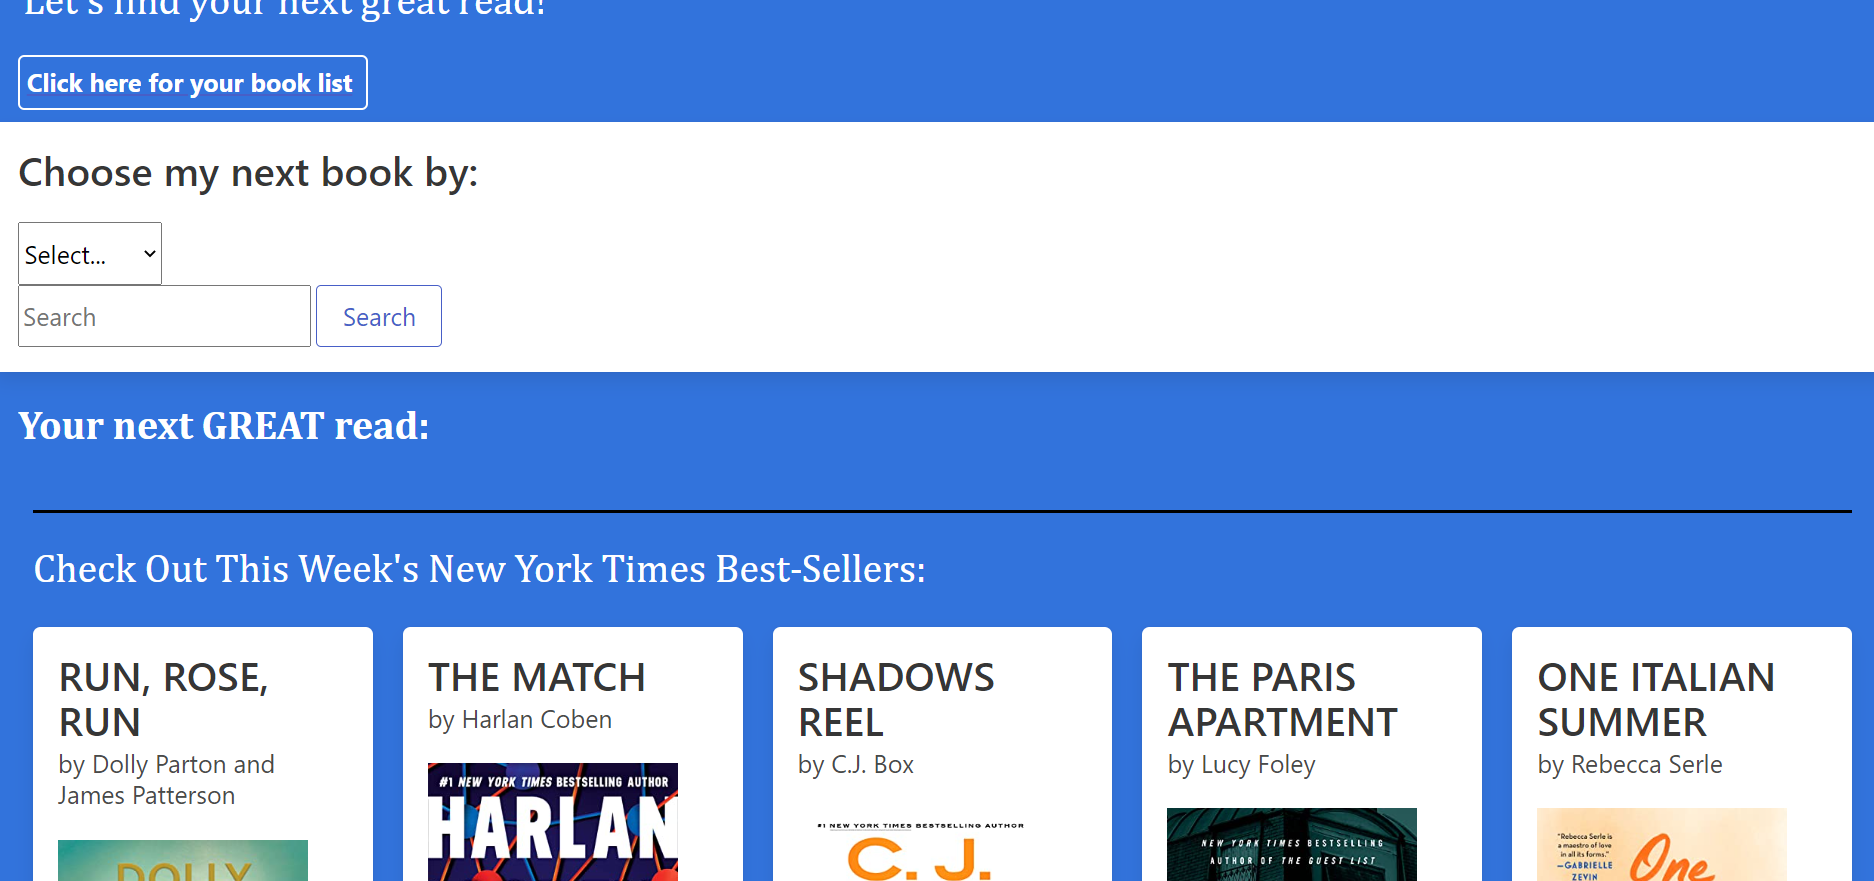 Let's find your next great read!
Click here for your book list
Choose my next book by:
Select...
Search
Search
Your next GREAT read:
Check Out This Week's New York Times Best-Sellers:
RUN, ROSE,
RUN
by Dolly Parton and
James Patterson
DOLLY
THE MATCH
by Harlan Coben
#1 NEW YORK TIMES BESTSELLING AUTHOR
HARLAN
SHADOWS
REEL
by C.J. Box
#1 NEW YORK TIMES BESTSELLING AUTHOR
C. J.
THE PARIS
APARTMENT
by Lucy Foley
NEW YORK TIMES BESTSELLING
AUTHOR OF THE GUEST LIST
ONE ITALIAN
SUMMER
by Rebecca Serle
"Rebecca Serle is
a maestro of love
in all its forms."
—GABRIELLE
ZEVIN
One